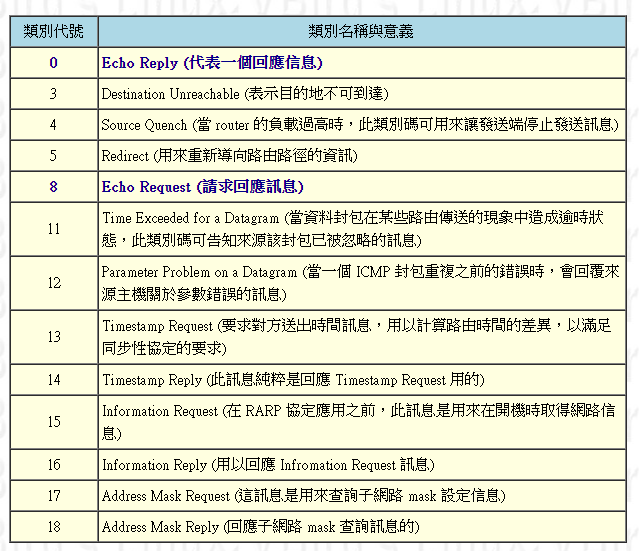 類別代號 類別名稱與意義
0 Echo Reply (代表一個回應信息)
3 Destination Unreachable (表示目的地不可到達)
4 Source Quench (當 router 的負載過高時，此類別碼可用來讓發送端停止發送訊息)
5 Redirect (用來重新導向路由路徑的資訊)
8 Echo Request (請求回應訊息)
11 Time Exceeded for a Datagram (當資料封包在某些路由傳送的現象中造成逾時狀
態，此類別碼可告知來源該封包已被忽略的訊息)
12 Parameter Problem on a Datagram (當一個 ICMP 封包重複之前的錯誤時，會回覆來
源主機關於參數錯誤的訊息)
13 Timestamp Request (要求對方送出時間訊息，用以計算路由時間的差異，以滿足
同步性協定的要求)
14 Timestamp Reply (此訊息純粹是回應 Timestamp Request 用的)
15 Information Request (在 RARP 協定應用之前，此訊息是用來在開機時取得網路信
息)
16 Information Reply (用以回應 Infromation Request 訊息)
17 Address Mask Request (這訊息是用來查詢子網路 mask 設定信息)
18 Address Mask Reply (回應子網路 mask 查詢訊息的)